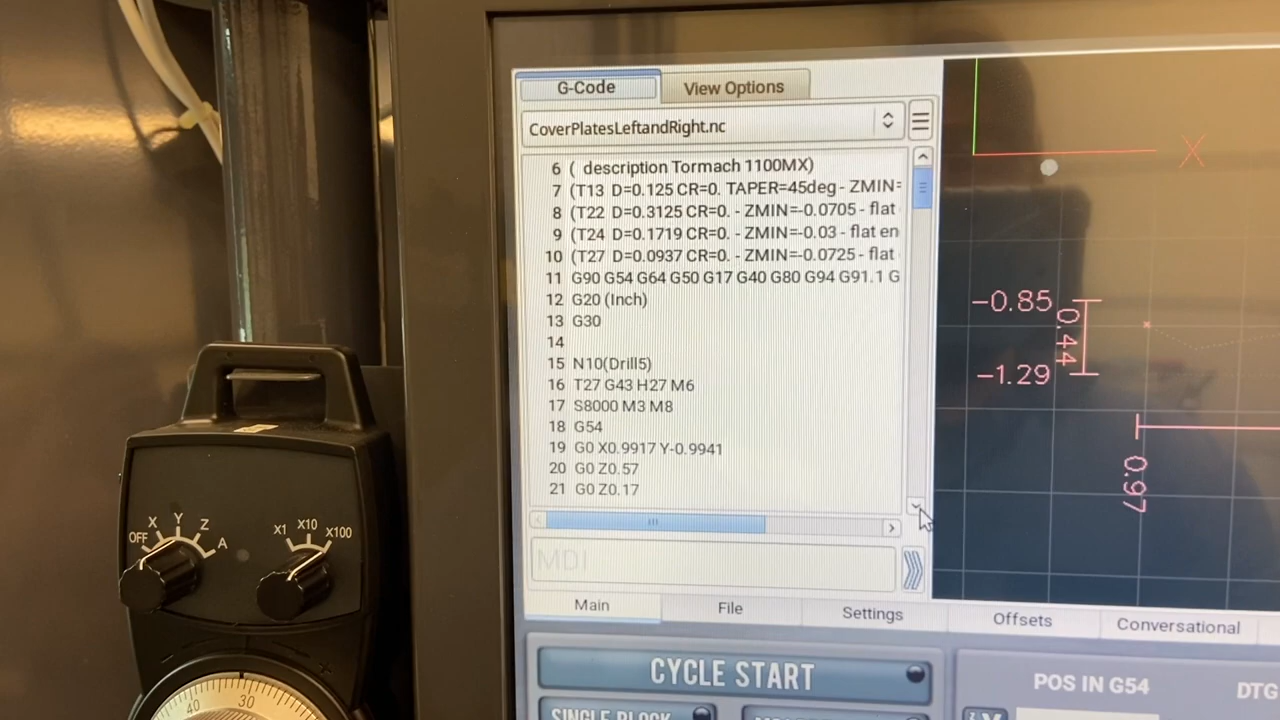 G-Code
View Options
CoverPlatesLeftandRight.nc
6 ( description Tormach 1100MX)
7 (T13 D=0.125 CR=0. TAPER=45deg - ZMIN=
8 (T22 D=0.3125 CR=0. - ZMIN=-0.0705 - flat
9 (T24 D=0.1719 CR=0. - ZMIN=-0.03 - flat en
10 (T27 D=0.0937 CR=0. - ZMIN=-0.0725 - flat
11 G90 G54 G64 G50 G17 G40 G80 G94 G91.1 G
12 G20 (Inch)
13 G30
14
15 N10(Drill5)
16 T27 G43 H27 M6
17 S8000 M3 M8
18 G54
19 G0 X0.9917 Y-0.9941
20 G0 Z0.57
21 G0 Z0.17
MDI
Main
File
Settings
Offsets
Conversational
CYCLE START
SINGLE BLOCK
POS IN G54
DTG
X
-0.85
0.44
-1.29
0.97
OFF X Y Z A
X1 X10 X100
- +
40 30